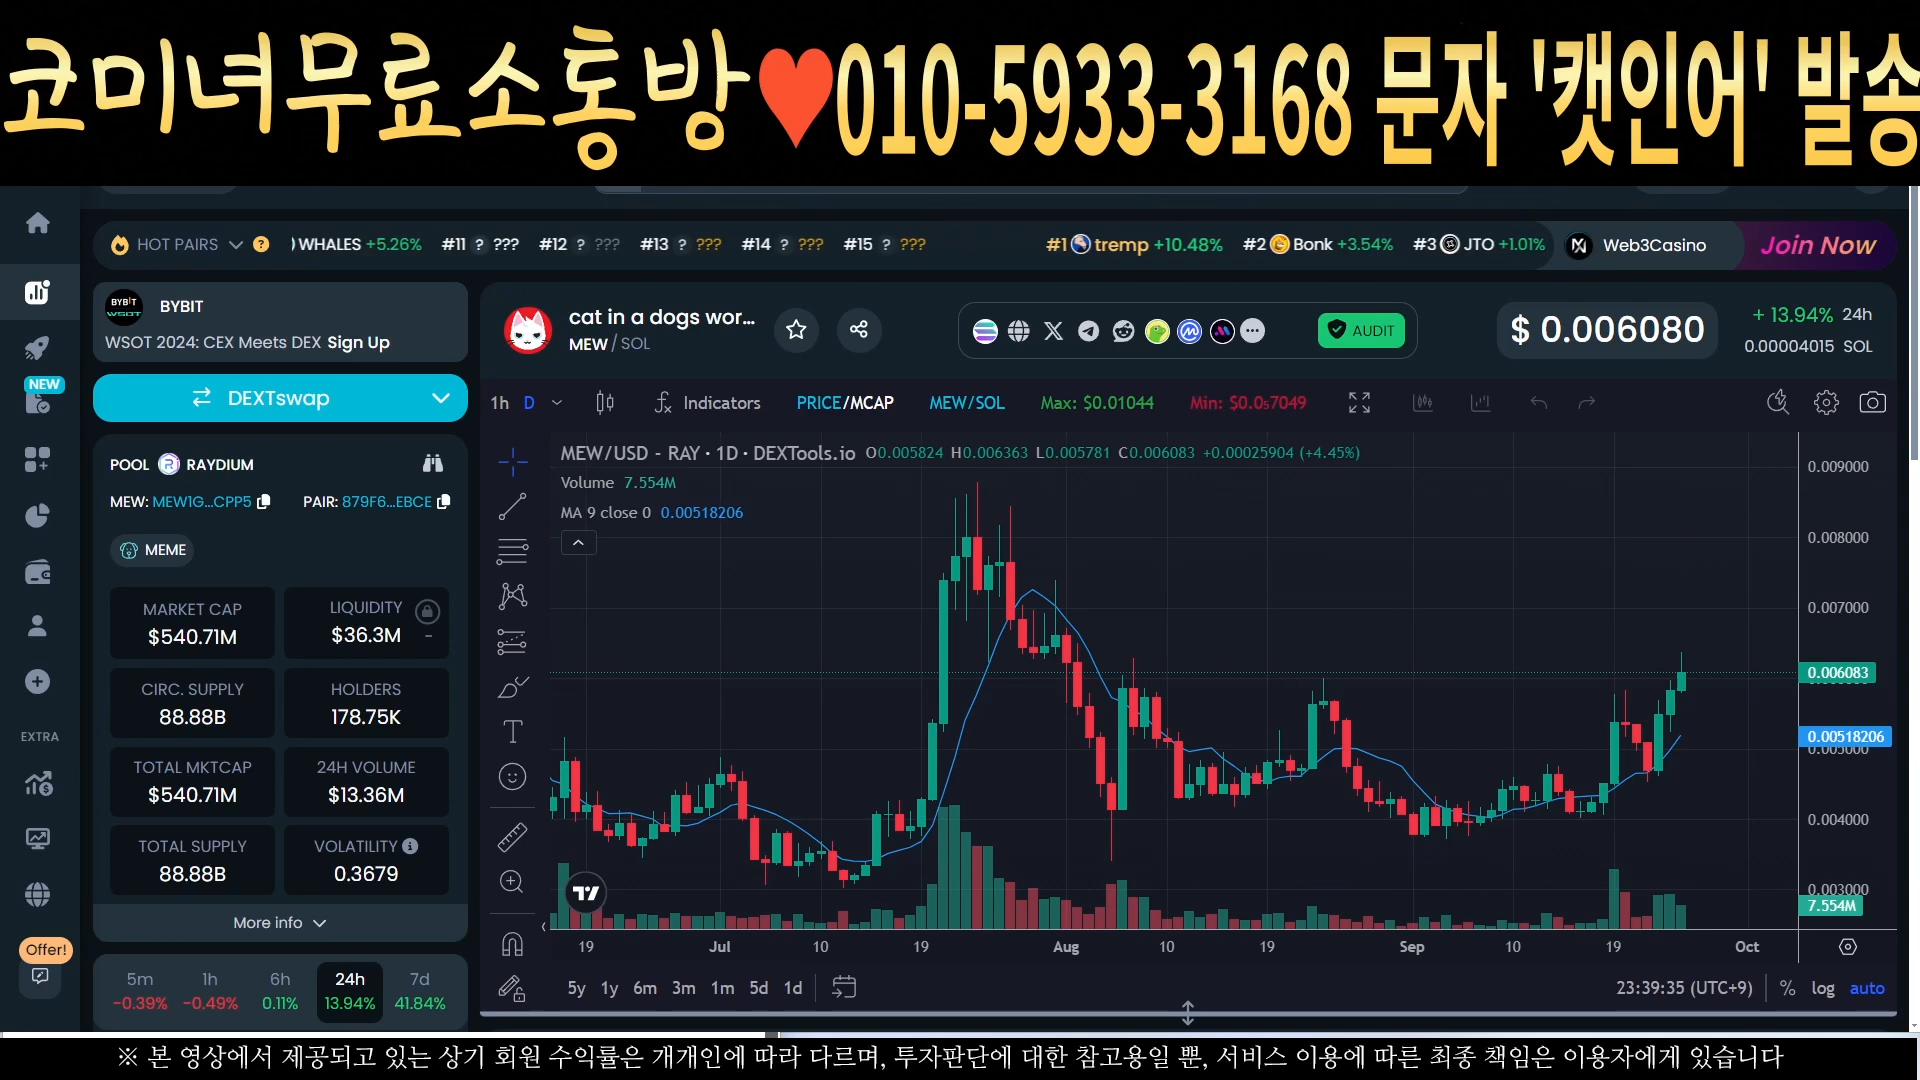 코미녀무료소통방♥010-5933-3168 문자 '캣인어' 발송
HOT PAIRS ? WHALES +5.26% #11 ? ??? #12 ? ??? #13 ? ??? #14 ? ??? #15 ? ??? #1 tremp +10.48% #2 Bonk +3.54% #3 JTO +1.01% Web3Casino Join Now
BYBIT WSOT BYBIT
WSOT 2024: CEX Meets DEX Sign Up
cat in a dogs wor...
MEW / SOL
AUDIT
$ 0.006080
+ 13.94% 24h
0.00004015 SOL
NEW
DEXTswap
1h D Indicators PRICE/MCAP MEW/SOL Max: $0.01044 Min: $0.0₅7049
POOL RAYDIUM
MEW: MEW1G...CPP5 PAIR: 879F6...EBCE
MEME
MARKET CAP
$540.71M
LIQUIDITY
$36.3M
-
CIRC. SUPPLY
88.88B
HOLDERS
178.75K
TOTAL MKTCAP
$540.71M
24H VOLUME
$13.36M
TOTAL SUPPLY
88.88B
VOLATILITY
0.3679
More info
EXTRA
Offer!
5m 1h 6h 24h 7d
-0.39% -0.49% 0.11% 13.94% 41.84%
MEW/USD - RAY · 1D · DEXTools.io O0.005824 H0.006363 L0.005781 C0.006083 +0.00025904 (+4.45%)
Volume 7.554M
MA 9 close 0 0.00518206
0.009000
0.008000
0.007000
0.006083
0.00518206
0.005000
0.004000
0.003000
7.554M
19 Jul 10 19 Aug 10 19 Sep 10 19 Oct
5y 1y 6m 3m 1m 5d 1d 23:39:35 (UTC+9) % log auto
※ 본 영상에서 제공되고 있는 상기 회원 수익률은 개개인에 따라 다르며, 투자판단에 대한 참고용일 뿐, 서비스 이용에 따른 최종 책임은 이용자에게 있습니다